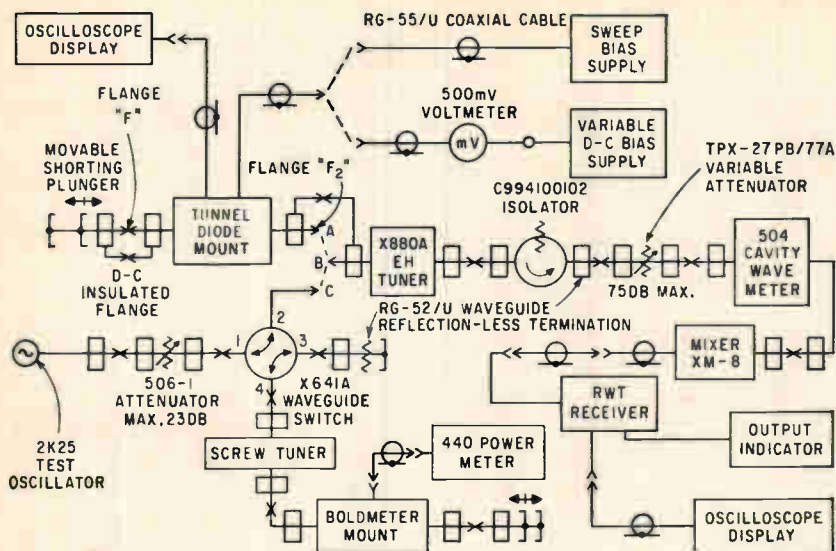 OSCILLOSCOPE
DISPLAY
RG-55/U COAXIAL CABLE
SWEEP
BIAS
SUPPLY
FLANGE
"F"
500mV
VOLTMETER
mV
VARIABLE
D-C BIAS
SUPPLY
MOVABLE
SHORTING
PLUNGER
FLANGE "F2"
TPX-27PB/77A
VARIABLE
ATTENUATOR
C994100102
ISOLATOR
TUNNEL
DIODE
MOUNT
A
B
C
X880A
EH
TUNER
504
CAVITY
WAVE
METER
D-C
INSULATED
FLANGE
75DB MAX.
RG-52/U WAVEGUIDE
REFLECTION-LESS TERMINATION
2
1
3
4
506-1
ATTENUATOR
MAX. 23DB
X641A
WAVEGUIDE
SWITCH
MIXER
XM-8
RWT
RECEIVER
2K25
TEST
OSCILLATOR
SCREW TUNER
440 POWER
METER
OUTPUT
INDICATOR
BOLDMETER
MOUNT
OSCILLOSCOPE
DISPLAY